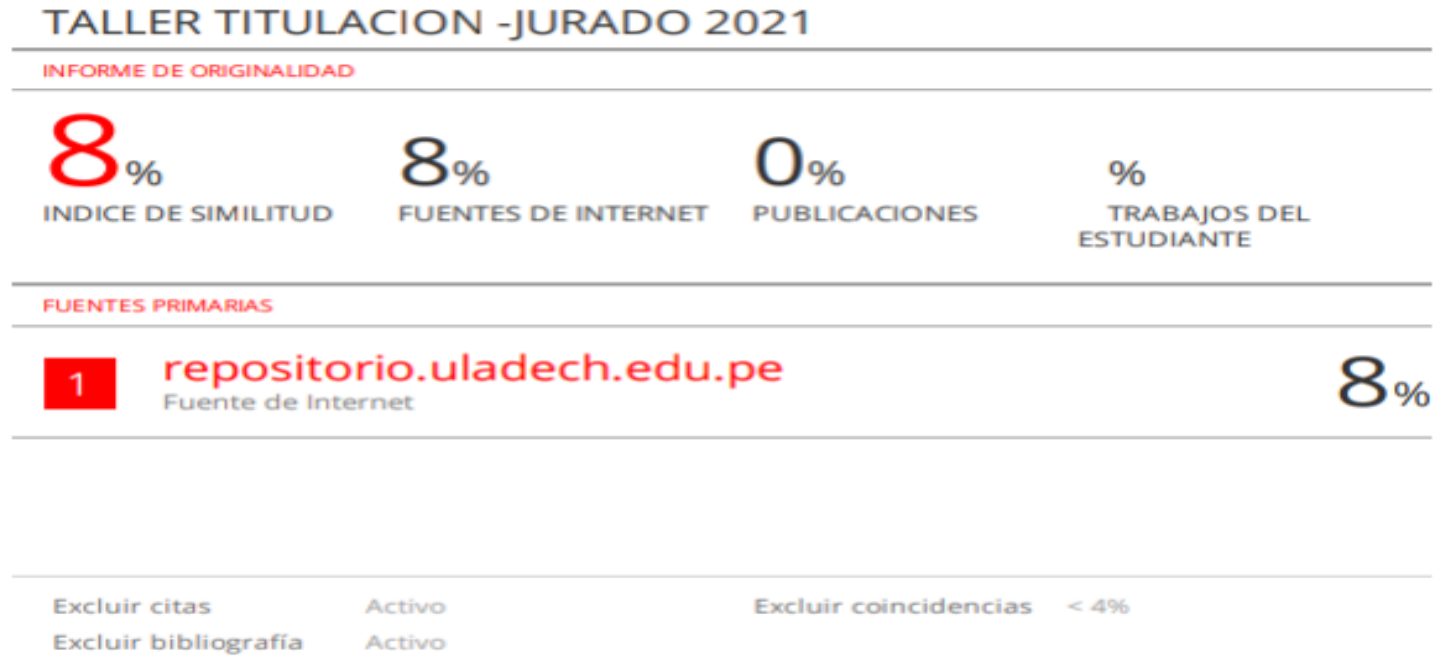 TALLER TITULACION -JURADO 2021
INFORME DE ORIGINALIDAD
8% 8% 0% %
INDICE DE SIMILITUD FUENTES DE INTERNET PUBLICACIONES TRABAJOS DEL
ESTUDIANTE
FUENTES PRIMARIAS
1 repositorio.uladech.edu.pe 8%
Fuente de Internet
Excluir citas Activo Excluir coincidencias < 4%
Excluir bibliografía Activo